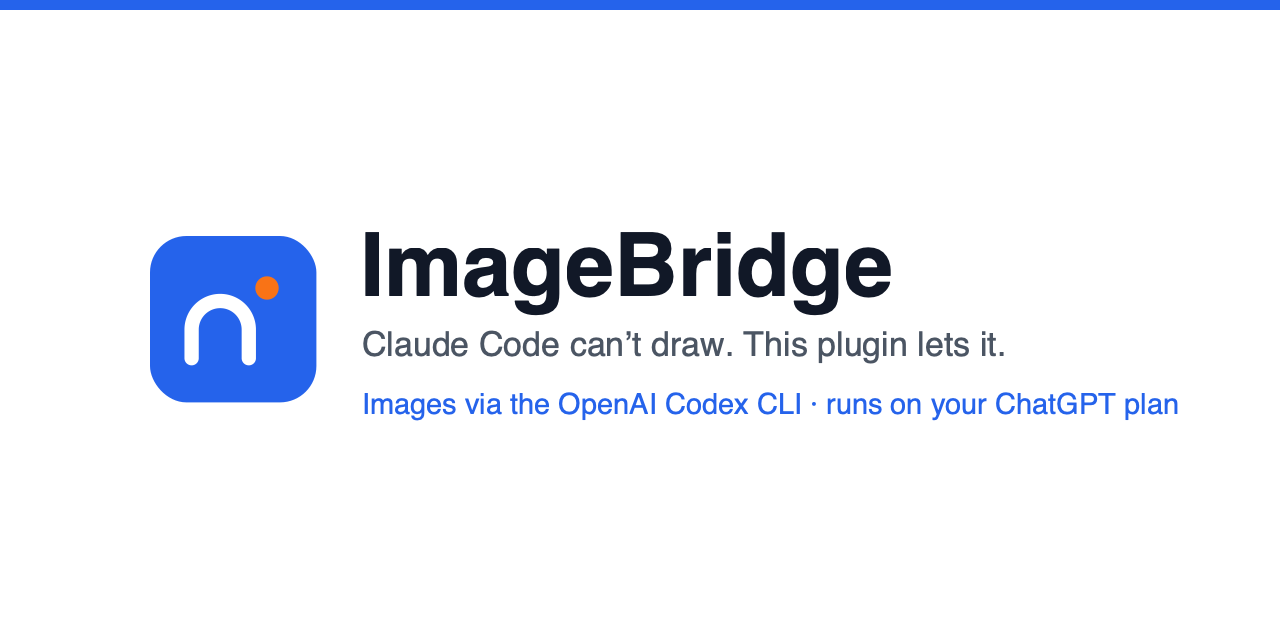 ImageBridge
Claude Code can’t draw. This plugin lets it.
Images via the OpenAI Codex CLI · runs on your ChatGPT plan